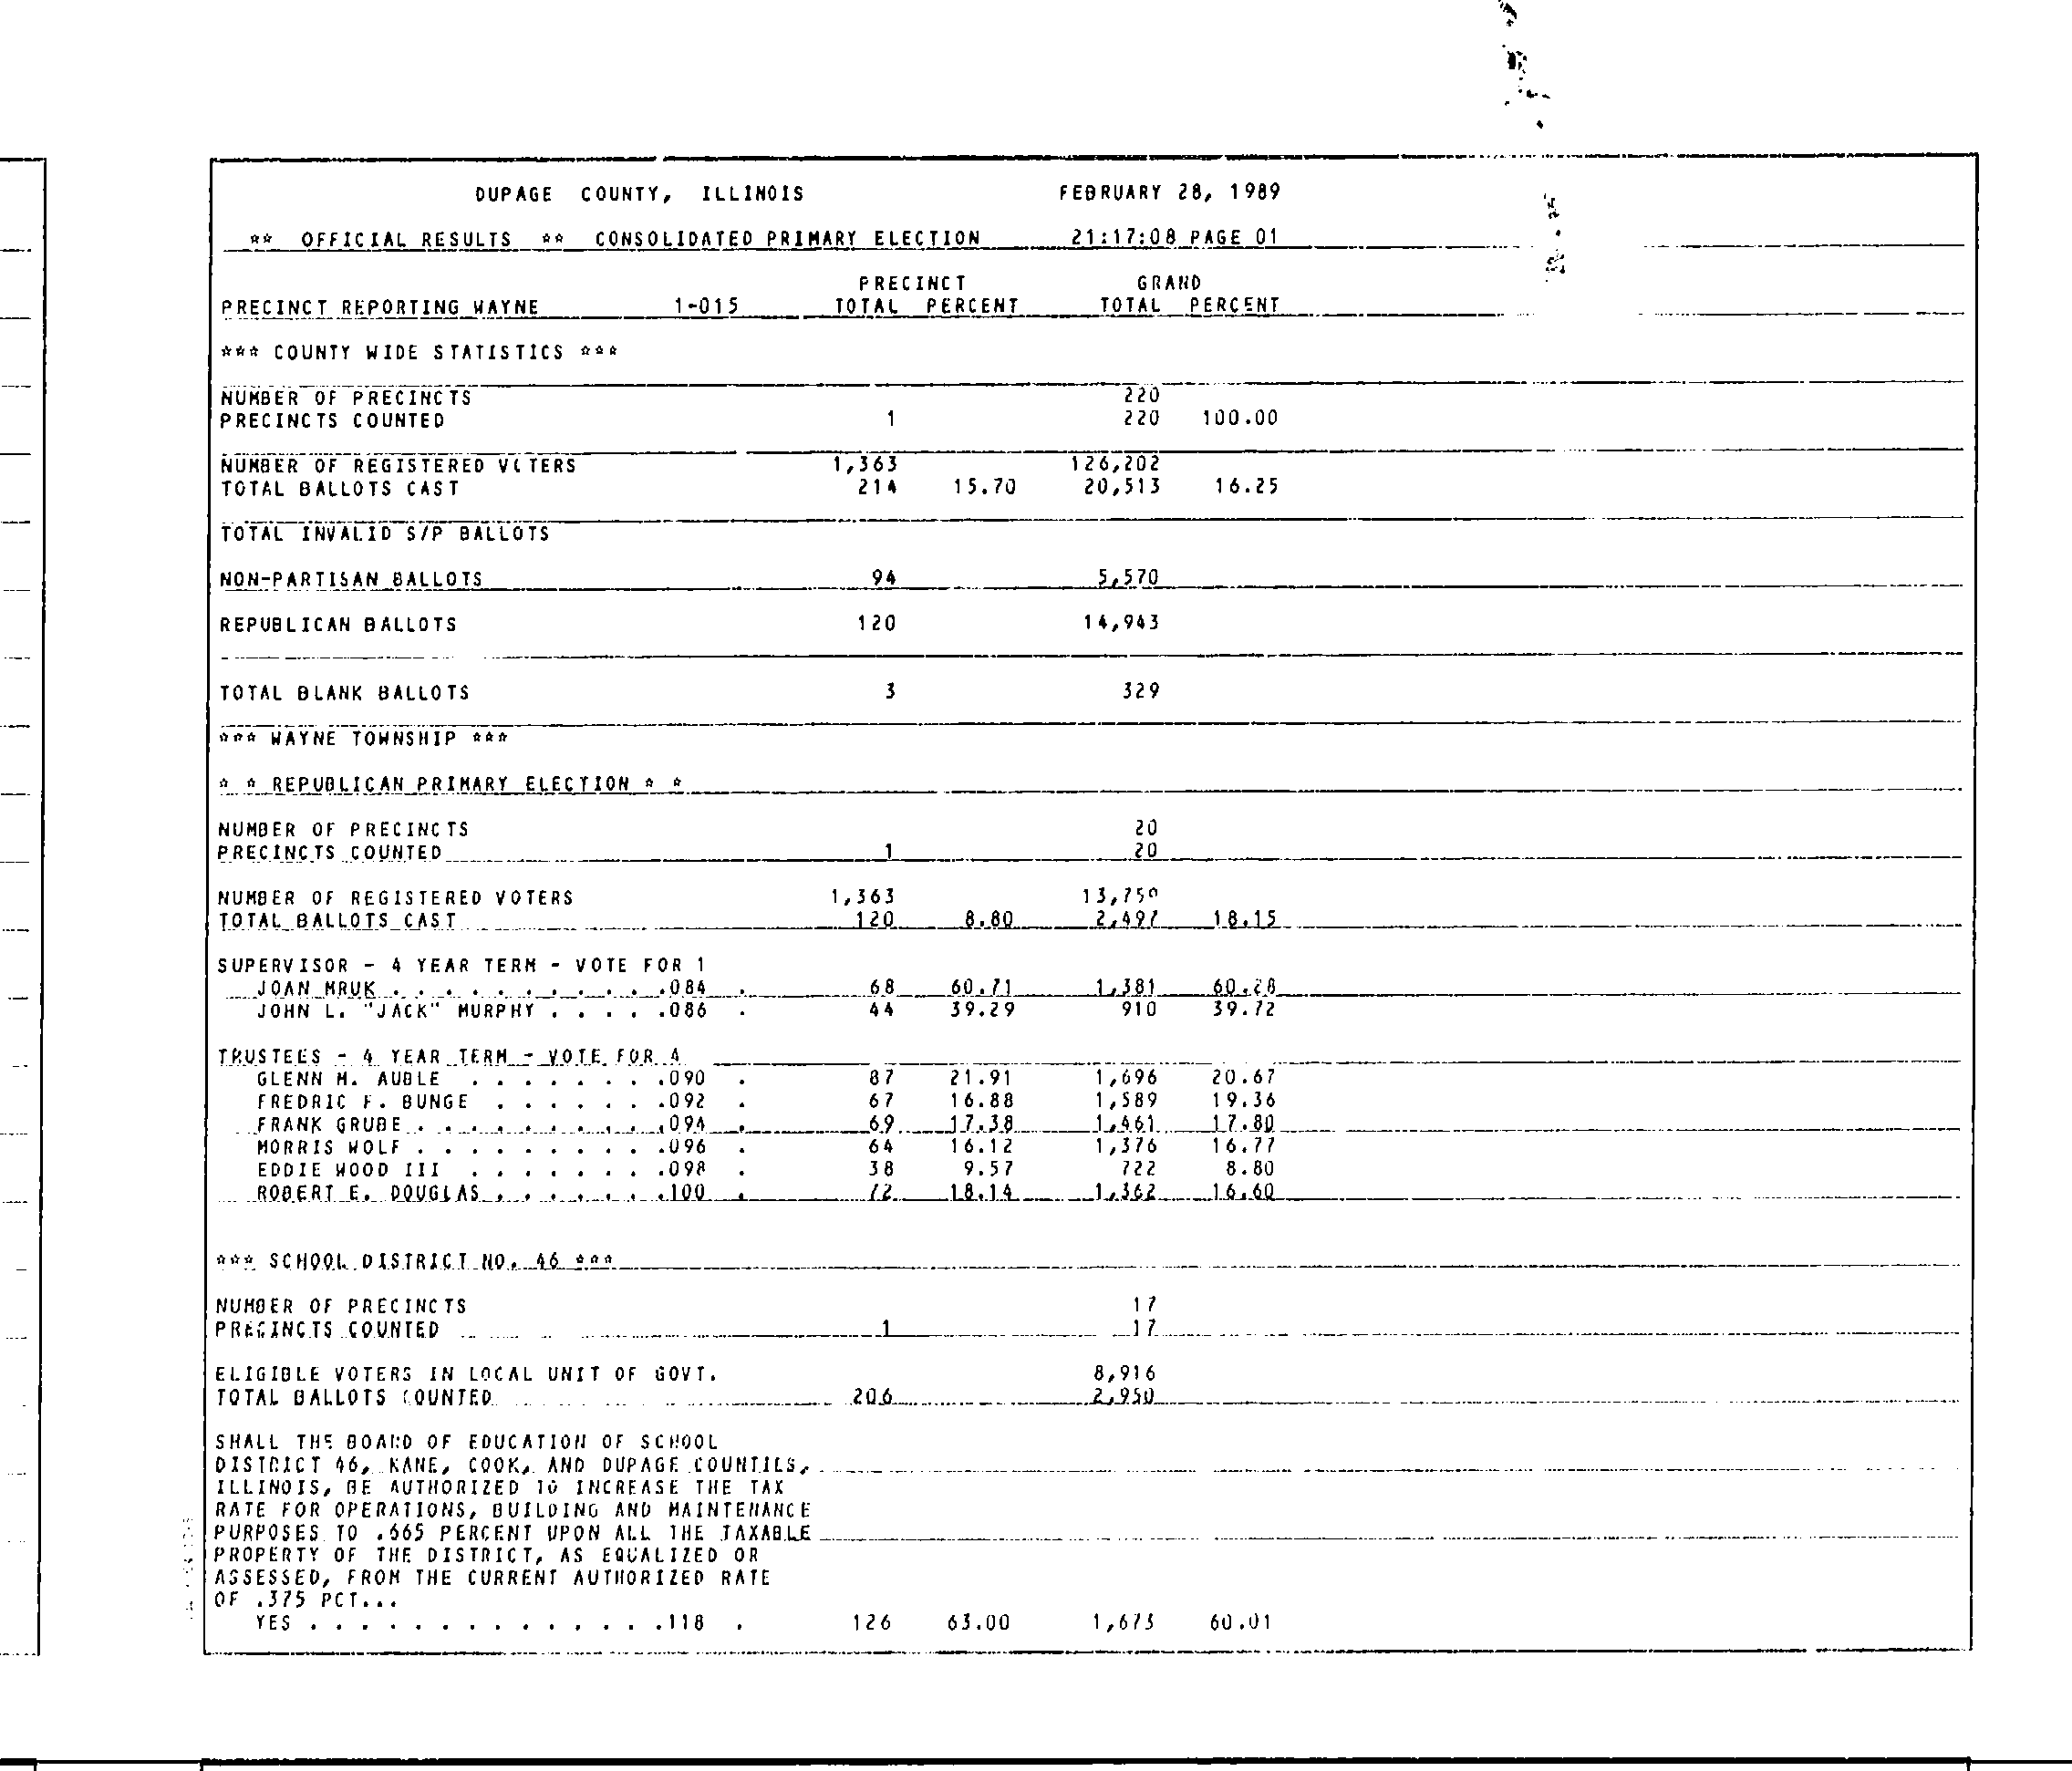 DUPAGE COUNTY, ILLINOIS FEBRUARY 28, 1989
** OFFICIAL RESULTS ** CONSOLIDATED PRIMARY ELECTION 21:17:08 PAGE 01
PRECINCT GRAND
PRECINCT REPORTING WAYNE 1-015 TOTAL PERCENT TOTAL PERCENT
*** COUNTY WIDE STATISTICS ***
NUMBER OF PRECINCTS 220
PRECINCTS COUNTED 1 220 100.00
NUMBER OF REGISTERED VOTERS 1,363 126,202
TOTAL BALLOTS CAST 214 15.70 20,513 16.25
TOTAL INVALID S/P BALLOTS
NON-PARTISAN BALLOTS 94 5,570
REPUBLICAN BALLOTS 120 14,943
TOTAL BLANK BALLOTS 3 329
*** WAYNE TOWNSHIP ***
* * REPUBLICAN PRIMARY ELECTION * *
NUMBER OF PRECINCTS 20
PRECINCTS COUNTED 1 20
NUMBER OF REGISTERED VOTERS 1,363
TOTAL BALLOTS CAST 120 8.80 2,497 18.15
SUPERVISOR - 4 YEAR TERM - VOTE FOR 1
JOAN MRUK . . . . . . . . . . .084 . 68 60.71 1,381 60.28
JOHN L. "JACK" MURPHY . . . . .086 . 44 39.29 910 39.72
TRUSTEES - 4 YEAR TERM - VOTE FOR 4
GLENN M. AUBLE . . . . . . . .090 . 87 21.91 1,696 20.67
FREDRIC F. BUNGE . . . . . . .092 . 67 16.88 1,589 19.36
FRANK GRUBE . . . . . . . . . .094 . 69 17.38 1,461 17.80
MORRIS WOLF . . . . . . . . . .096 . 64 16.12 1,376 16.77
EDDIE WOOD III . . . . . . . .098 . 38 9.57 722 8.80
ROBERT E. DOUGLAS . . . . . . .100 . 72 18.14 1,362 16.60
*** SCHOOL DISTRICT NO. 46 ***
NUMBER OF PRECINCTS 17
PRECINCTS COUNTED 1 17
ELIGIBLE VOTERS IN LOCAL UNIT OF GOVT. 8,916
TOTAL BALLOTS COUNTED 206 2,950
SHALL THE BOARD OF EDUCATION OF SCHOOL
DISTRICT 46, KANE, COOK, AND DUPAGE COUNTIES,
ILLINOIS, BE AUTHORIZED TO INCREASE THE TAX
RATE FOR OPERATIONS, BUILDING AND MAINTENANCE
PURPOSES TO .665 PERCENT UPON ALL THE TAXABLE
PROPERTY OF THE DISTRICT, AS EQUALIZED OR
ASSESSED, FROM THE CURRENT AUTHORIZED RATE
OF .375 PCT...
YES . . . . . . . . . . . . . .118 . 126 63.00 1,673 60.01